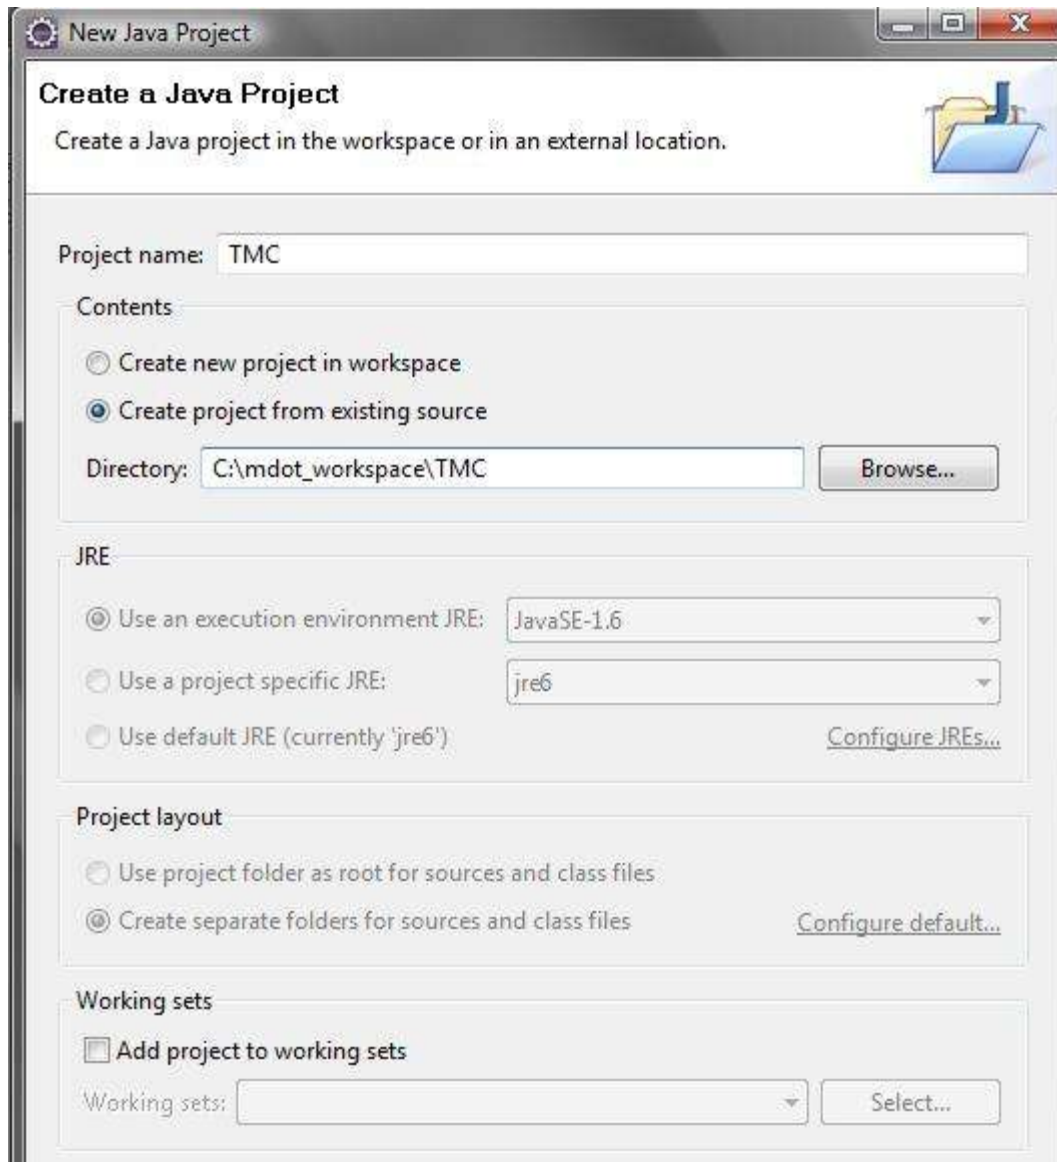 New Java Project
Create a Java Project
Create a Java project in the workspace or in an external location.
Project name: TMC
Contents
Create new project in workspace
Create project from existing source
Directory: C:\mdot_workspace\TMC Browse...
JRE
Use an execution environment JRE: JavaSE-1.6
Use a project specific JRE: jre6
Use default JRE (currently 'jre6') Configure JREs...
Project layout
Use project folder as root for sources and class files
Create separate folders for sources and class files Configure default...
Working sets
Add project to working sets
Working sets: Select...